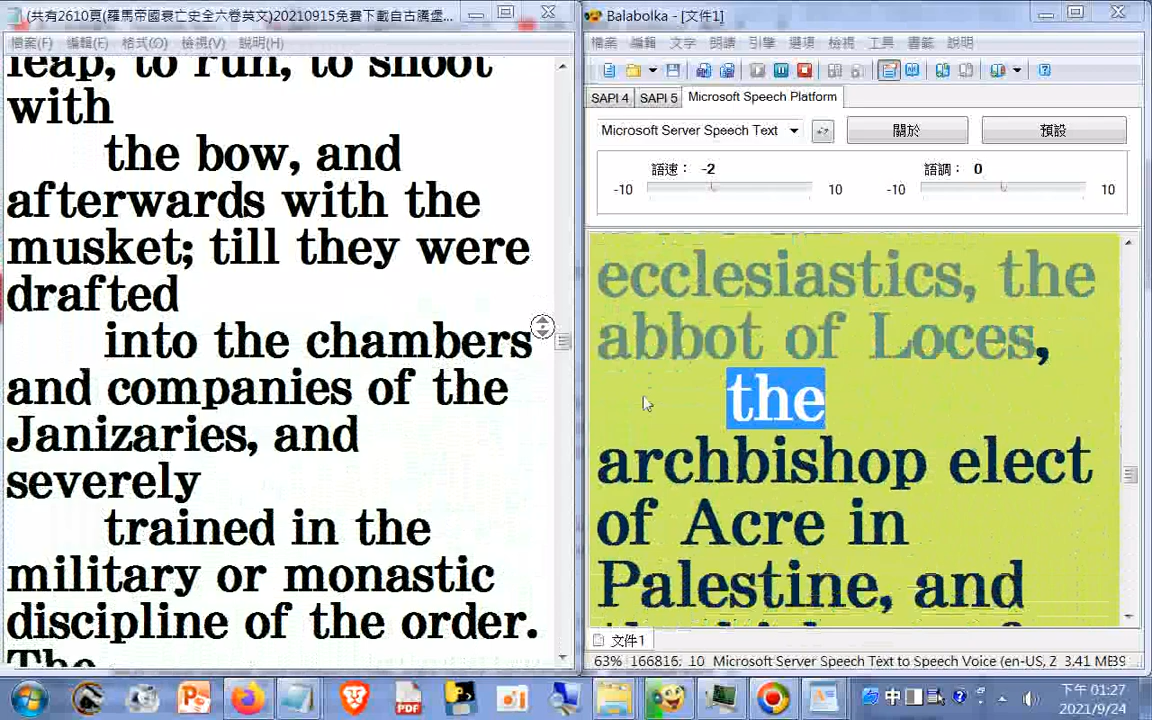 (共有2610頁(羅馬帝國衰亡史全六卷英文)20210915免費下載自古騰堡...
檔案(F) 編輯(E) 格式(O) 檢視(V) 說明(H)
leap, to run, to shoot
with
the bow, and
afterwards with the
musket; till they were
drafted
into the chambers
and companies of the
Janizaries, and
severely
trained in the
military or monastic
discipline of the order.
The
Balabolka - [文件1]
檔案 編輯 文字 朗讀 引擎 選項 檢視 工具 書籤 說明
SAPI 4 SAPI 5 Microsoft Speech Platform
Microsoft Server Speech Text 關於 預設
語速： -2 語調： 0
-10 10 -10 10
ecclesiastics, the
abbot of Loces,
the
archbishop elect
of Acre in
Palestine, and
文件1
63% 166816: 10 Microsoft Server Speech Text to Speech Voice (en-US, Z 3.41 MB39
中
下午 01:27
2021/9/24